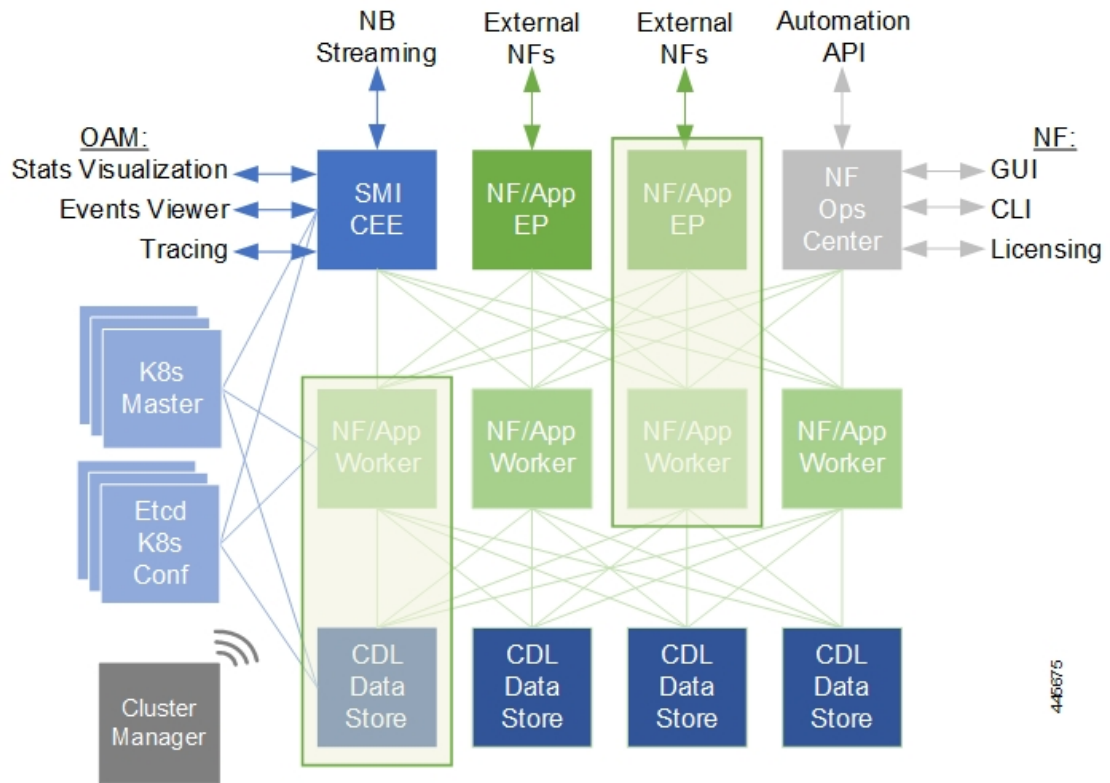 NB
Streaming
External
NFs
External
NFs
Automation
API
OAM:
Stats Visualization
Events Viewer
Tracing
SMI
CEE
NF/App
EP
NF/App
EP
NF
Ops
Center
NF:
GUI
CLI
Licensing
K8s
Master
NF/App
Worker
NF/App
Worker
NF/App
Worker
NF/App
Worker
Etcd
K8s
Conf
Cluster
Manager
CDL
Data
Store
CDL
Data
Store
CDL
Data
Store
CDL
Data
Store
445675